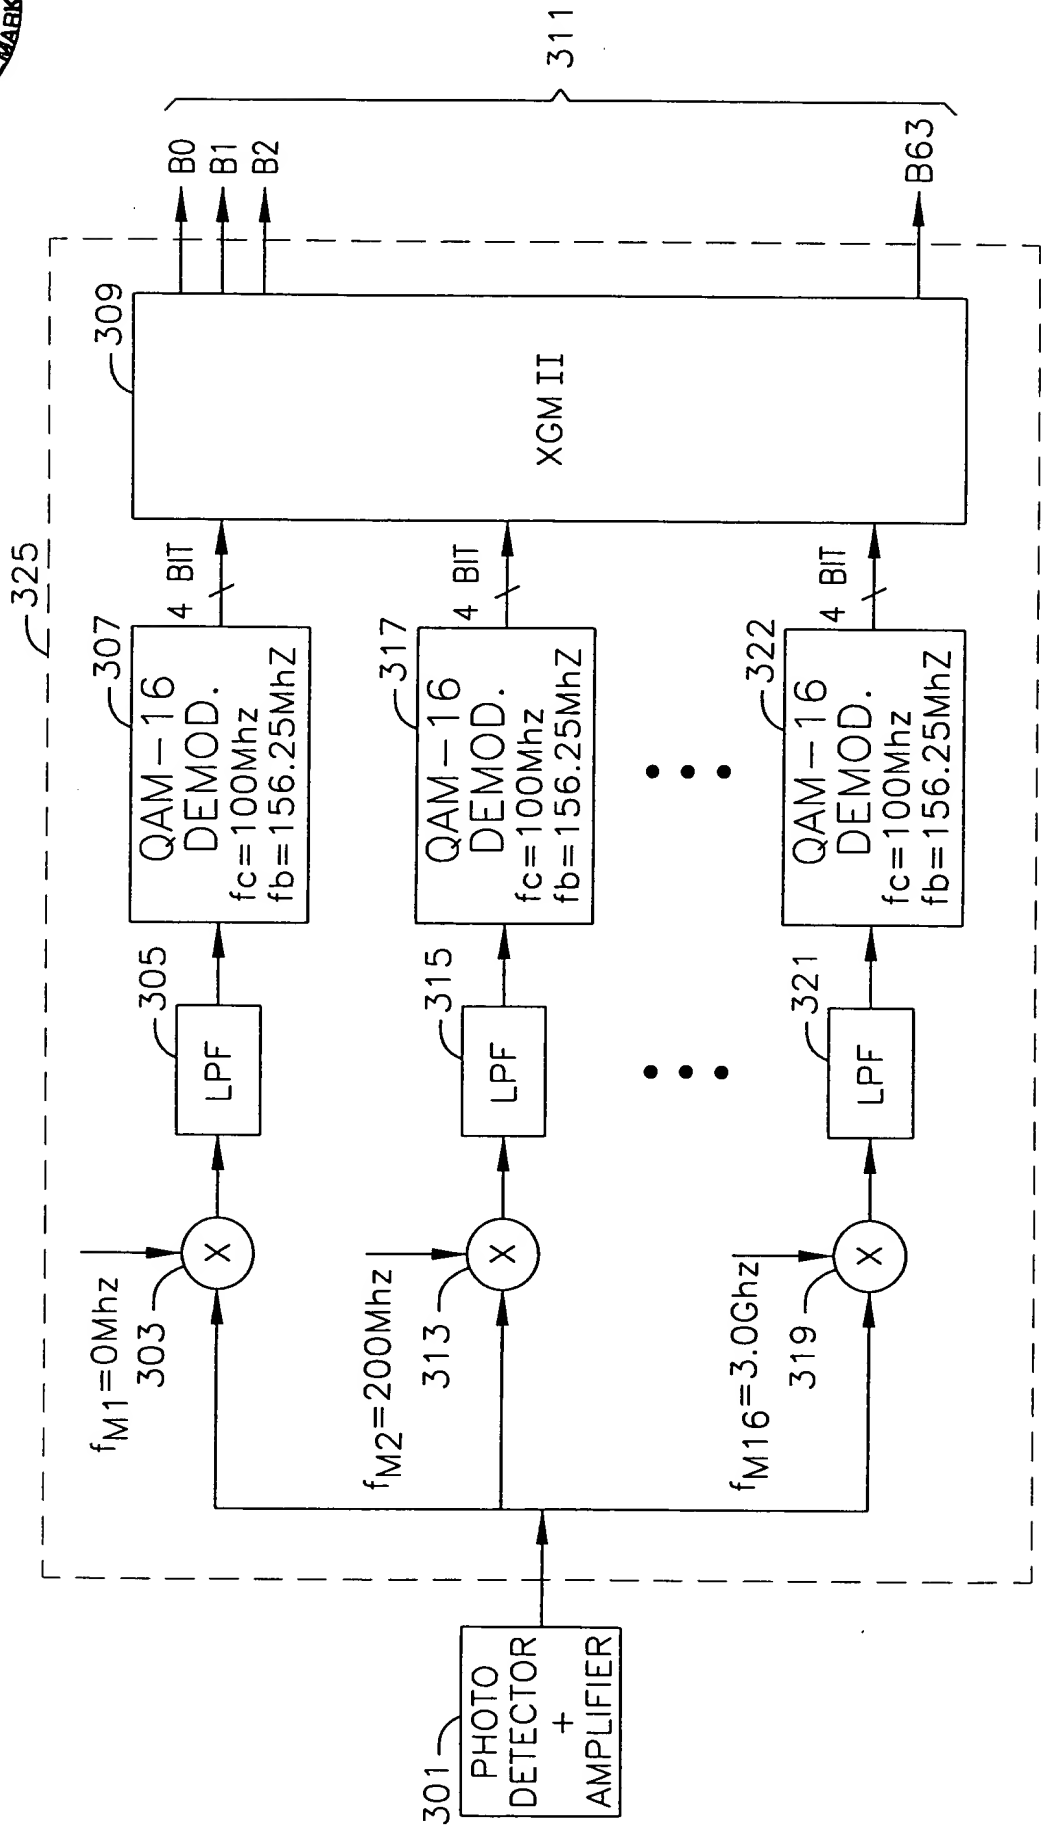 MARK
325
301
PHOTO
DETECTOR
+
AMPLIFIER
fM1=0Mhz
303
X
305
LPF
307
QAM-16
DEMOD.
fc=100Mhz
fb=156.25MhZ
4 BIT
fM2=200Mhz
313
X
315
LPF
317
QAM-16
DEMOD.
fc=100Mhz
fb=156.25MhZ
4 BIT
fM16=3.0Ghz
319
X
321
LPF
322
QAM-16
DEMOD.
fc=100Mhz
fb=156.25MhZ
4 BIT
309
XGMII
B0
B1
B2
B63
311